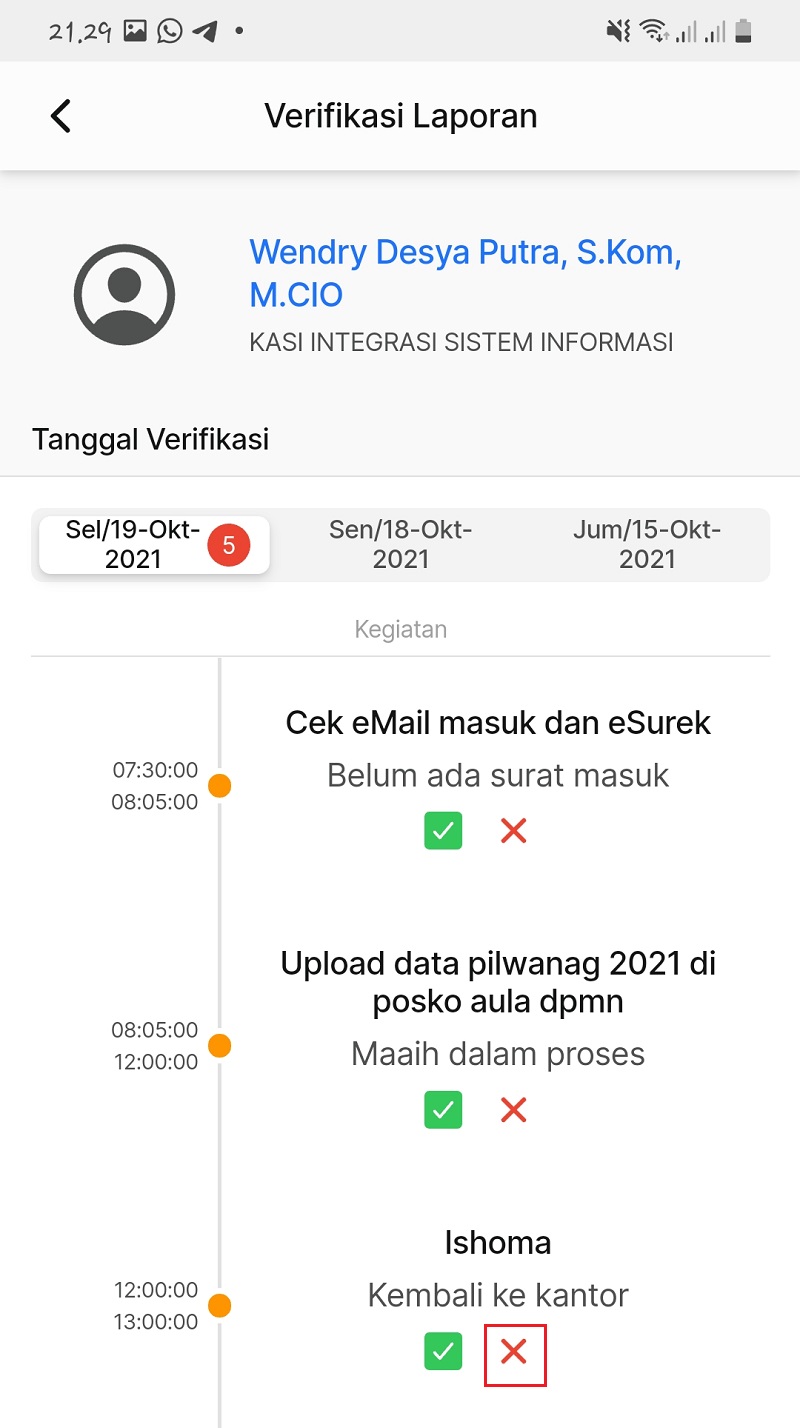 21.29
Verifikasi Laporan
Wendry Desya Putra, S.Kom,
M.CIO
KASI INTEGRASI SISTEM INFORMASI
Tanggal Verifikasi
Sel/19-Okt-
2021
5
Sen/18-Okt-
2021
Jum/15-Okt-
2021
Kegiatan
Cek eMail masuk dan eSurek
07:30:00
Belum ada surat masuk
08:05:00
Upload data pilwanag 2021 di
posko aula dpmn
08:05:00
Maaih dalam proses
12:00:00
Ishoma
12:00:00
Kembali ke kantor
13:00:00